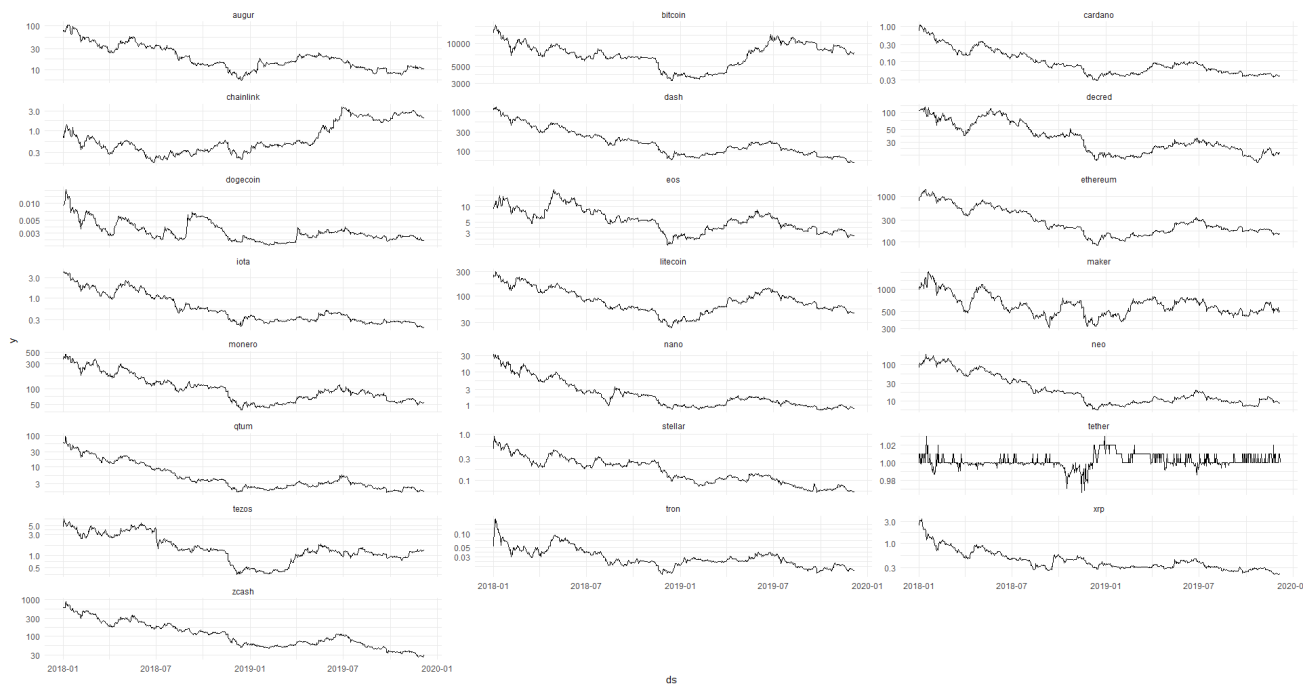 augur
100
30
10
bitcoin
10000
5000
3000
cardano
1.00
0.30
0.10
0.03
chainlink
3.0
1.0
0.3
dash
1000
300
100
decred
100
50
30
dogecoin
0.010
0.005
0.003
eos
10
5
3
ethereum
1000
300
100
iota
3.0
1.0
0.3
litecoin
300
100
30
maker
1000
500
300
y
monero
500
300
100
50
nano
30
10
3
1
neo
100
30
10
qtum
100
30
10
3
stellar
1.0
0.3
0.1
tether
1.02
1.00
0.98
tezos
5.0
3.0
1.0
0.5
tron
0.10
0.05
0.03
2018-01 2018-07 2019-01 2019-07 2020-01
xrp
3.0
1.0
0.3
2018-01 2018-07 2019-01 2019-07 2020-0
zcash
1000
300
100
30
2018-01 2018-07 2019-01 2019-07 2020-01
ds